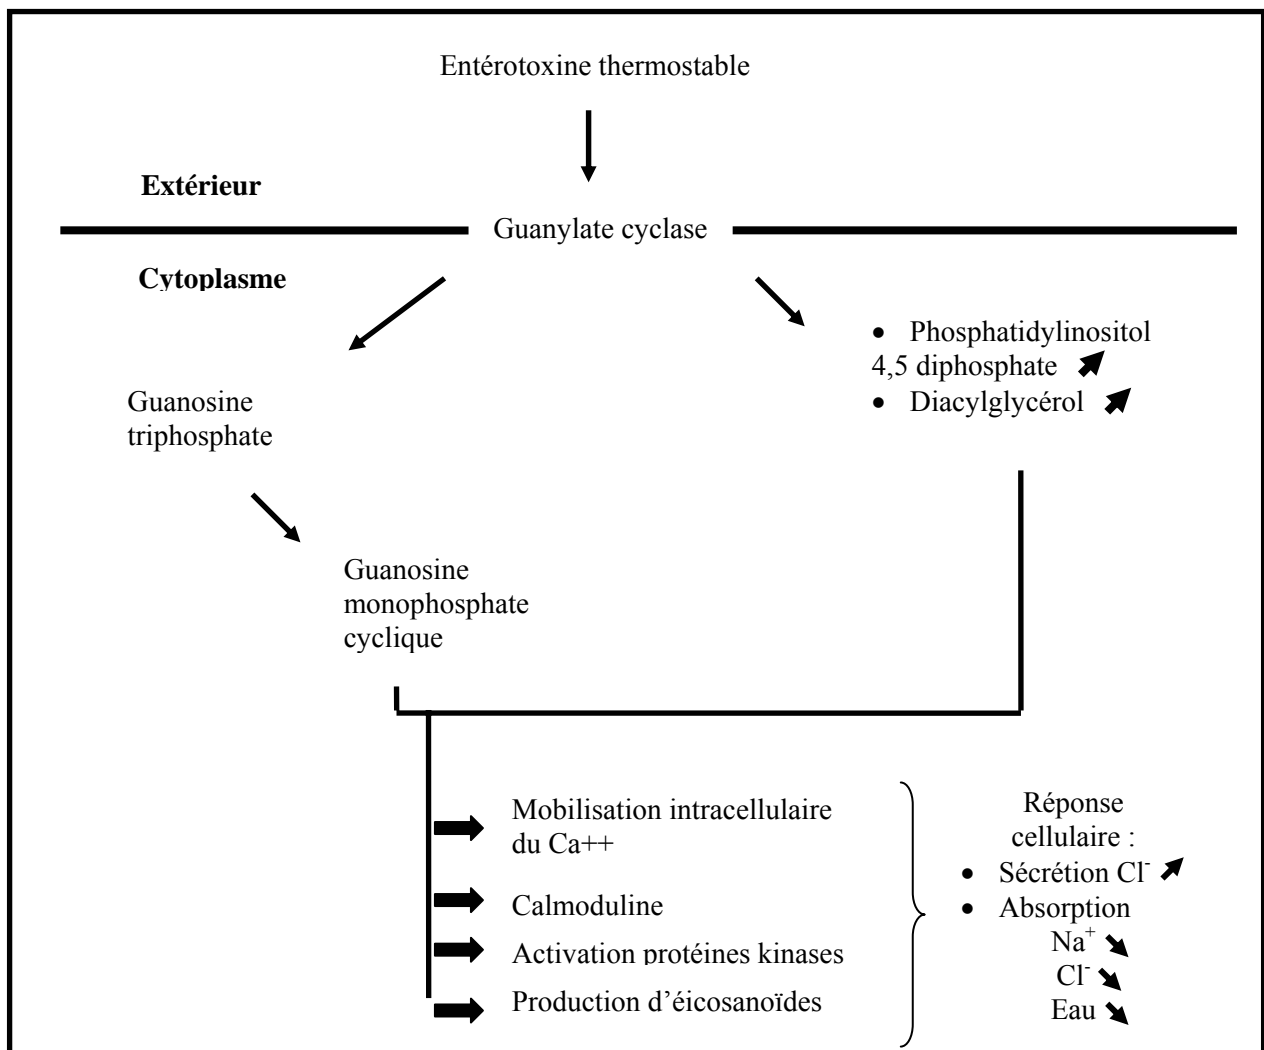 Entérotoxine thermostable
Extérieur
Guanylate cyclase
Cytoplasme
• Phosphatidylinositol
4,5 diphosphate
• Diacylglycérol
Guanosine
triphosphate
Guanosine
monophosphate
cyclique
Mobilisation intracellulaire
du Ca++
Calmoduline
Activation protéines kinases
Production d’éicosanoïdes
Réponse
cellulaire :
• Sécrétion Cl⁻
• Absorption
Na⁺
Cl⁻
Eau